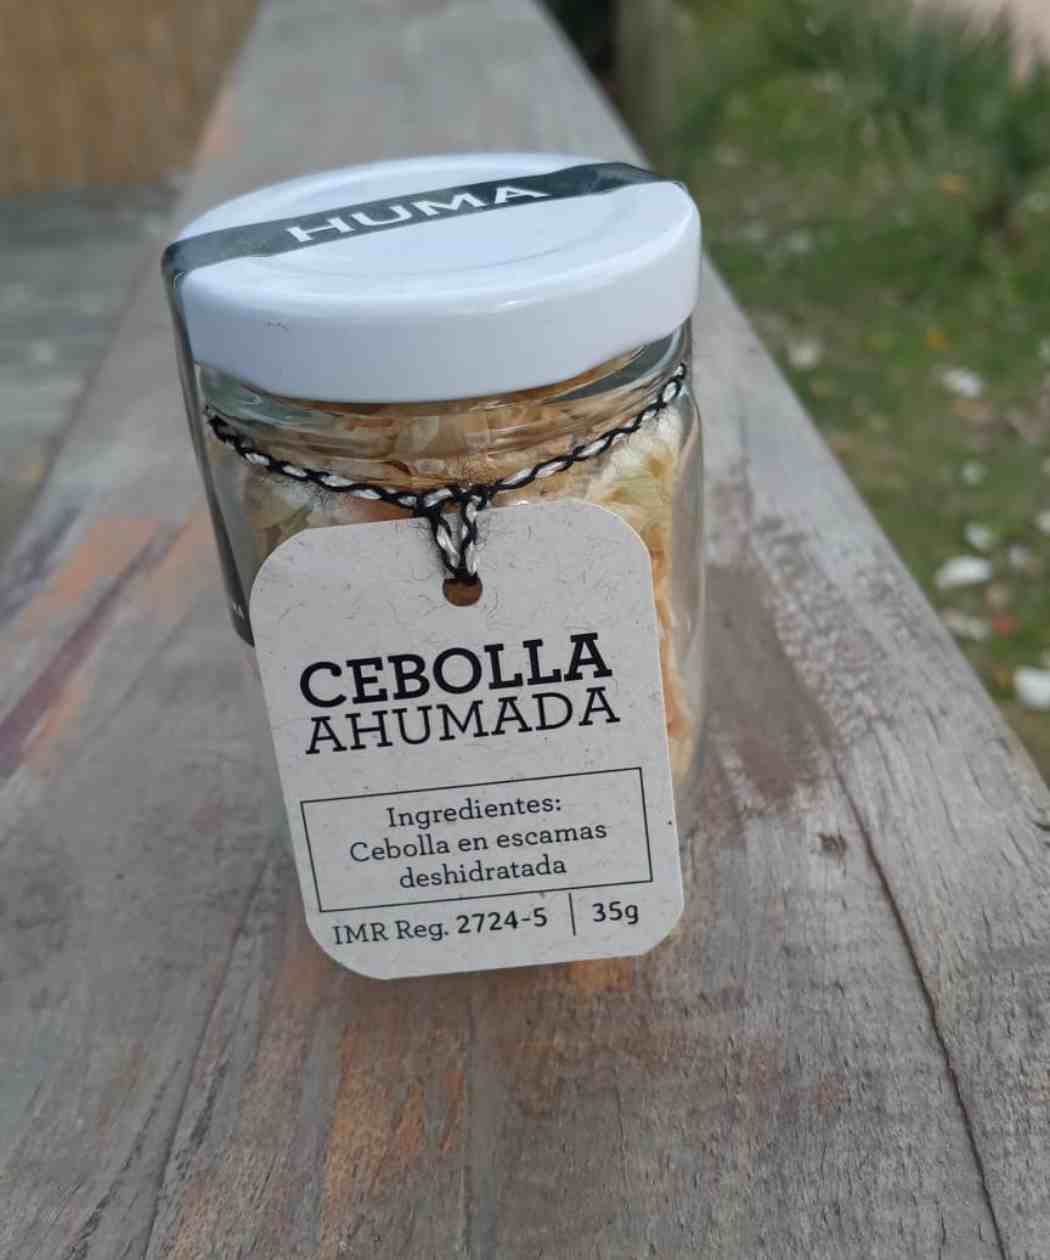 HUMA
CEBOLLA
AHUMADA
Ingredientes:
Cebolla en escamas
deshidratada
IMR Reg. 2724-5 | 35g